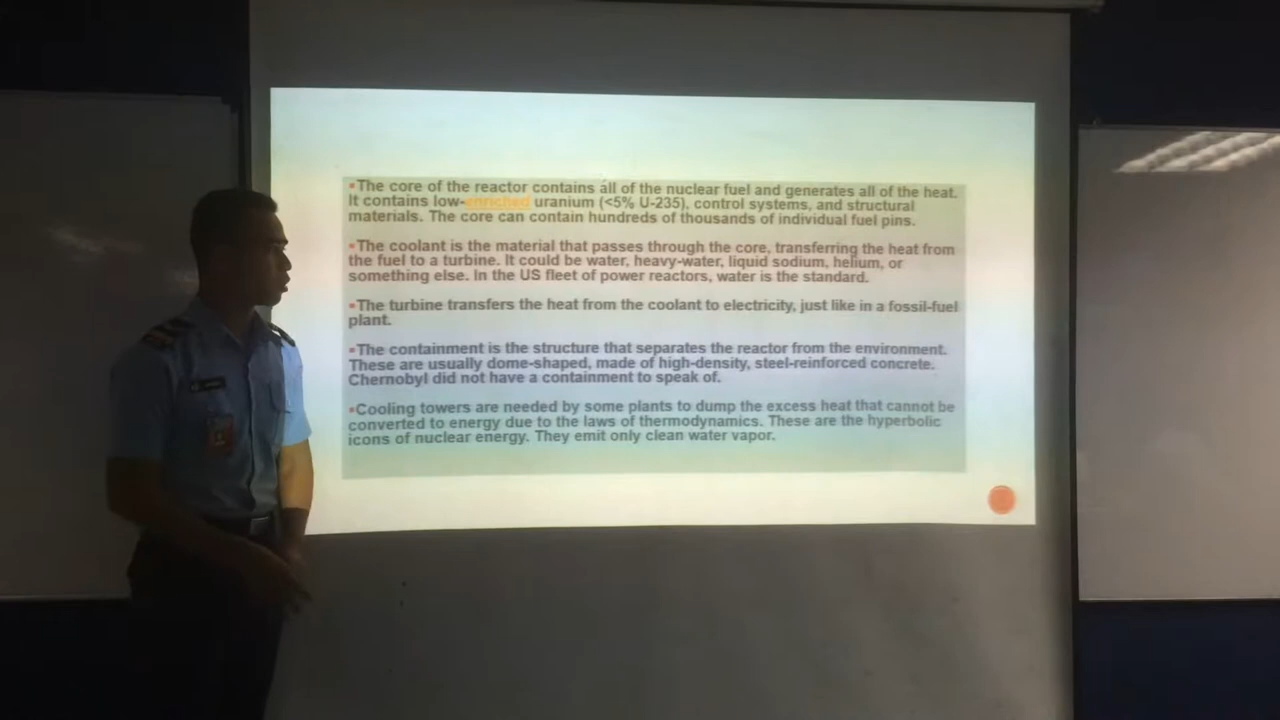 ▪The core of the reactor contains all of the nuclear fuel and generates all of the heat.
It contains low-enriched uranium (<5% U-235), control systems, and structural
materials. The core can contain hundreds of thousands of individual fuel pins.
▪The coolant is the material that passes through the core, transferring the heat from
the fuel to a turbine. It could be water, heavy-water, liquid sodium, helium, or
something else. In the US fleet of power reactors, water is the standard.
▪The turbine transfers the heat from the coolant to electricity, just like in a fossil-fuel
plant.
▪The containment is the structure that separates the reactor from the environment.
These are usually dome-shaped, made of high-density, steel-reinforced concrete.
Chernobyl did not have a containment to speak of.
▪Cooling towers are needed by some plants to dump the excess heat that cannot be
converted to energy due to the laws of thermodynamics. These are the hyperbolic
icons of nuclear energy. They emit only clean water vapor.